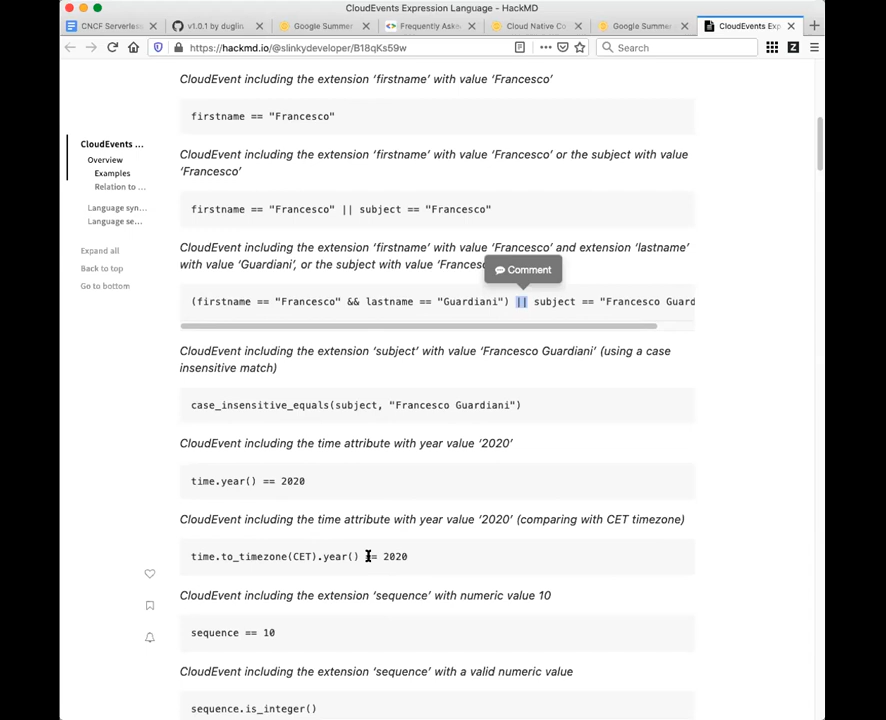 CloudEvents Expression Language - HackMD
CNCF Serverles
v1.0.1 by duglin
Google Summer
Frequently Aske
Cloud Native Co
Google Summer
CloudEvents Exp
https://hackmd.io/@slinkydeveloper/B18qKs59w
Search
CloudEvents ...
Overview
Examples
Relation to ...
Language syn...
Language se...
Expand all
Back to top
Go to bottom
CloudEvent including the extension ‘firstname’ with value ‘Francesco’
firstname == "Francesco"
CloudEvent including the extension ‘firstname’ with value ‘Francesco’ or the subject with value
‘Francesco’
firstname == "Francesco" || subject == "Francesco"
CloudEvent including the extension ‘firstname’ with value ‘Francesco’ and extension ‘lastname’
with value ‘Guardiani’, or the subject with value ‘Francesc
Comment
(firstname == "Francesco" && lastname == "Guardiani") || subject == "Francesco Guard
CloudEvent including the extension ‘subject’ with value ‘Francesco Guardiani’ (using a case
insensitive match)
case_insensitive_equals(subject, "Francesco Guardiani")
CloudEvent including the time attribute with year value ‘2020’
time.year() == 2020
CloudEvent including the time attribute with year value ‘2020’ (comparing with CET timezone)
time.to_timezone(CET).year() == 2020
CloudEvent including the extension ‘sequence’ with numeric value 10
sequence == 10
CloudEvent including the extension ‘sequence’ with a valid numeric value
sequence.is_integer()